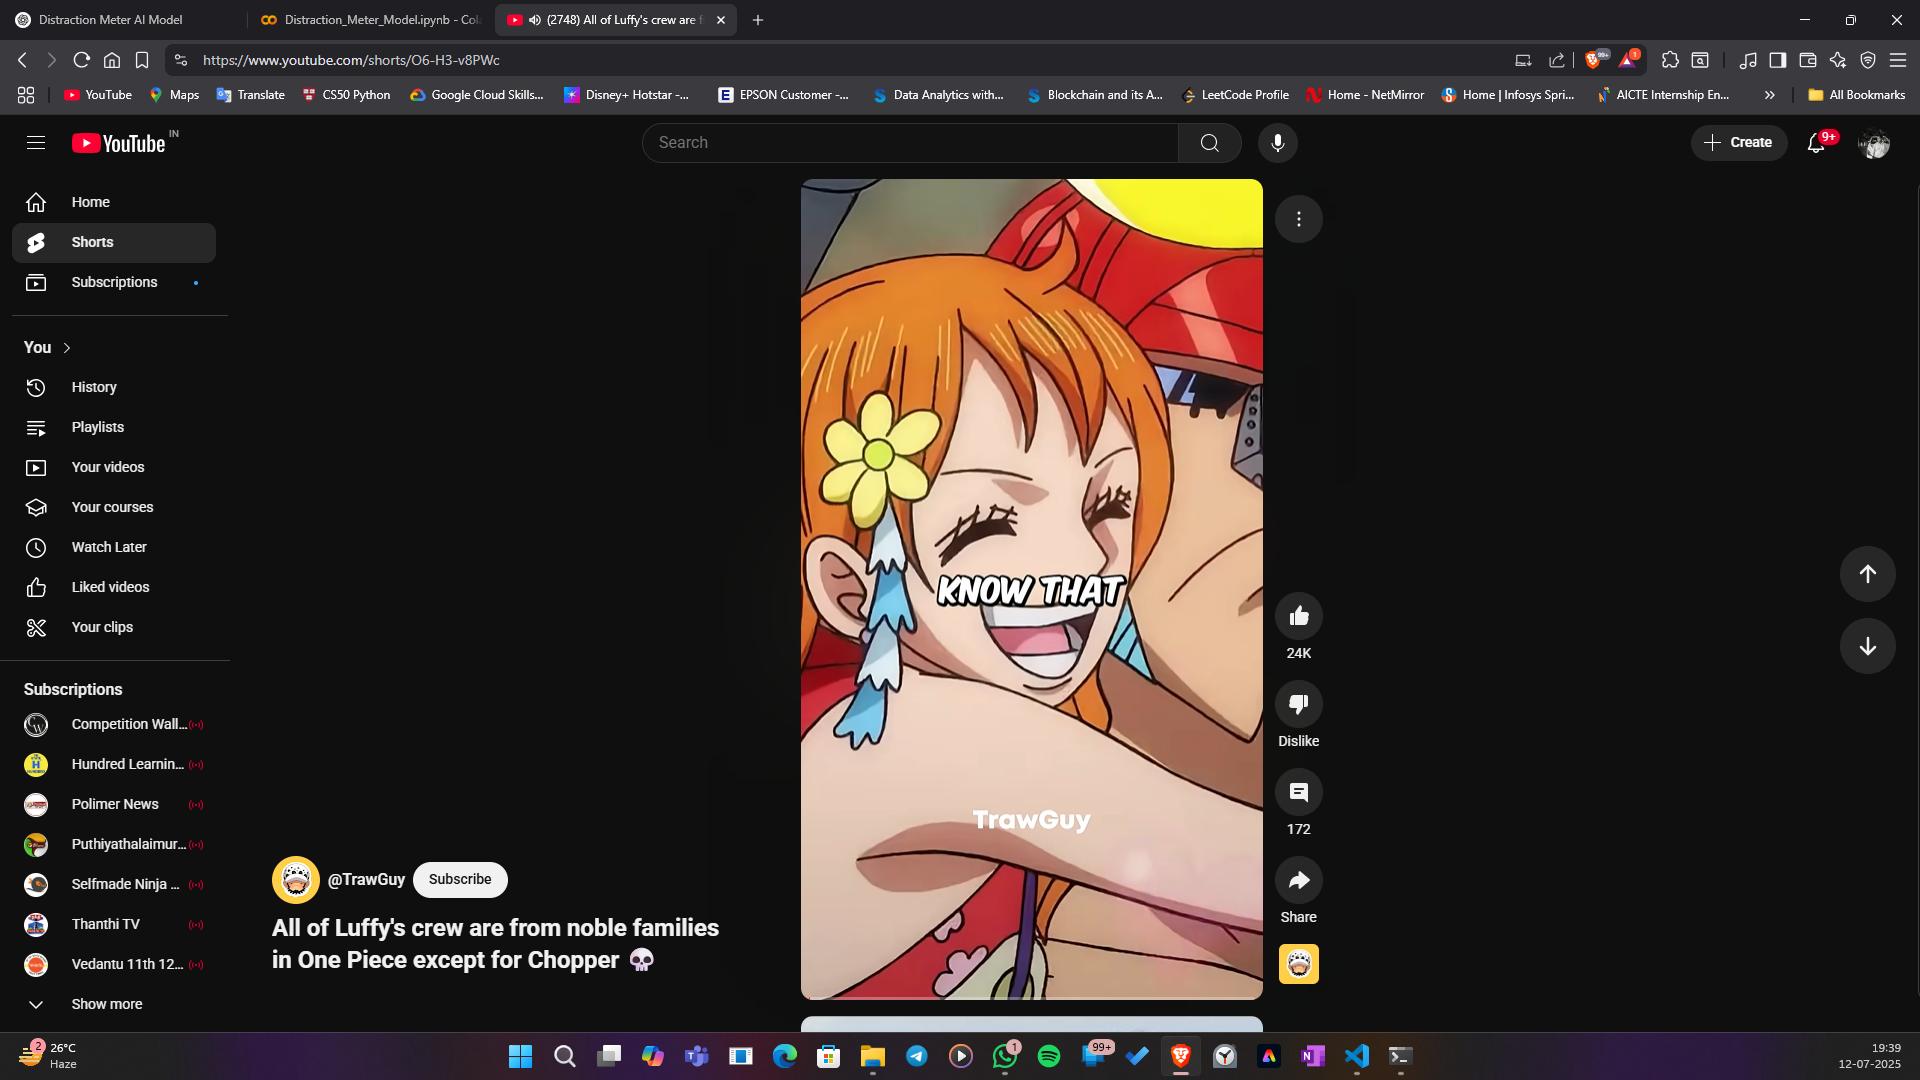 Distraction Meter AI Model
Distraction_Meter_Model.ipynb - Col
(2748) All of Luffy's crew are f
https://www.youtube.com/shorts/O6-H3-v8PWc
99+
1
YouTube
Maps
Translate
CS50 Python
Google Cloud Skills...
Disney+ Hotstar -...
EPSON Customer -...
Data Analytics with...
Blockchain and its A...
LeetCode Profile
Home - NetMirror
Home | Infosys Spri...
AICTE Internship En...
All Bookmarks
YouTube IN
Search
Create
9+
Home
Shorts
Subscriptions
You
History
Playlists
Your videos
Your courses
Watch Later
Liked videos
Your clips
Subscriptions
Competition Wall...
Hundred Learnin...
Polimer News
Puthiyathalaimur...
Selfmade Ninja ...
Thanthi TV
Vedantu 11th 12...
Show more
KNOW THAT
TrawGuy
24K
Dislike
172
Share
@TrawGuy
Subscribe
All of Luffy's crew are from noble families
in One Piece except for Chopper 💀
2
26°C
Haze
1
99+
19:39
12-07-2025